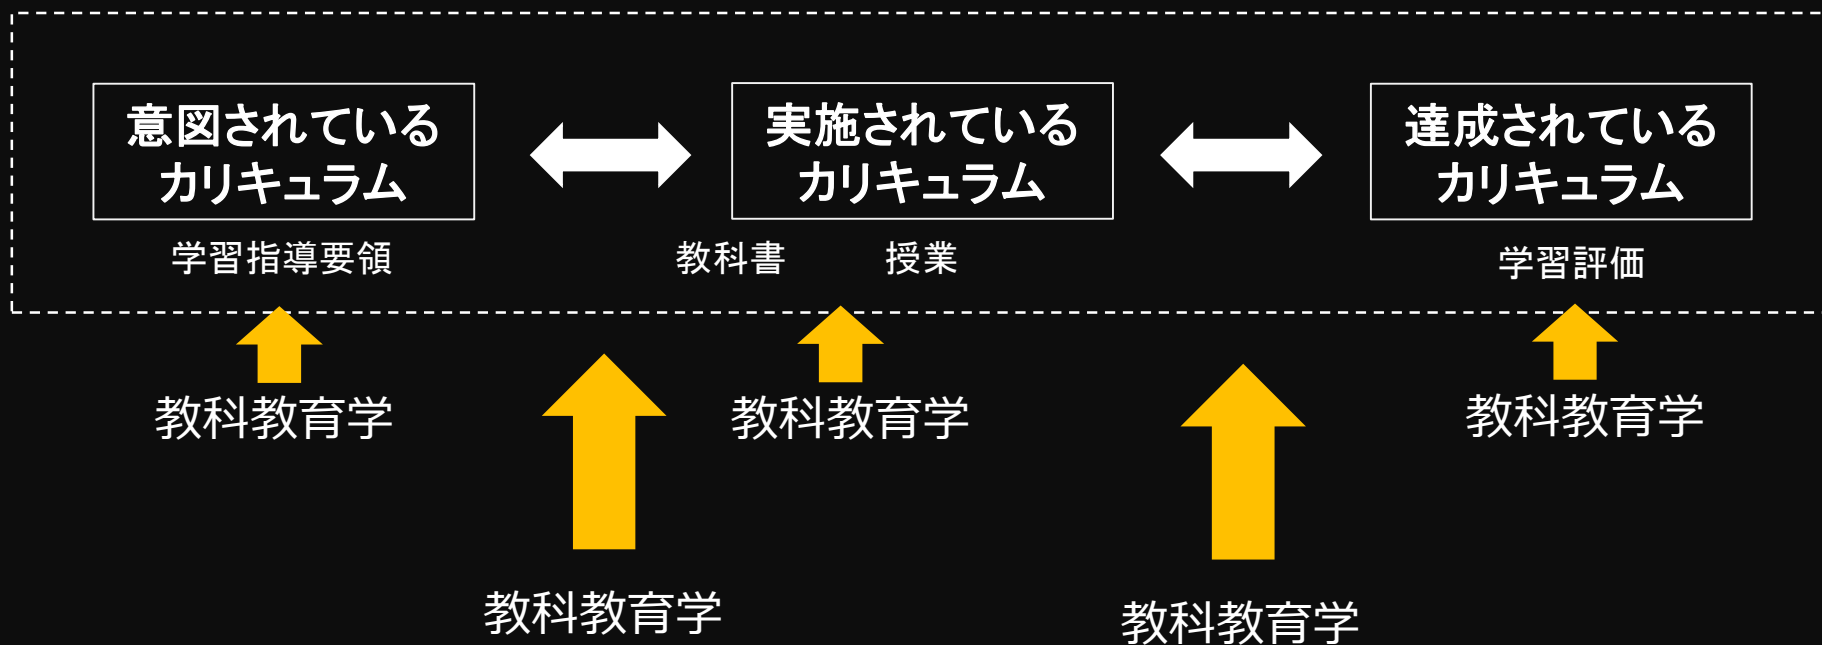 意図されている
カリキュラム
実施されている
カリキュラム
達成されている
カリキュラム
学習指導要領
教科書
授業
学習評価
教科教育学
教科教育学
教科教育学
教科教育学
教科教育学